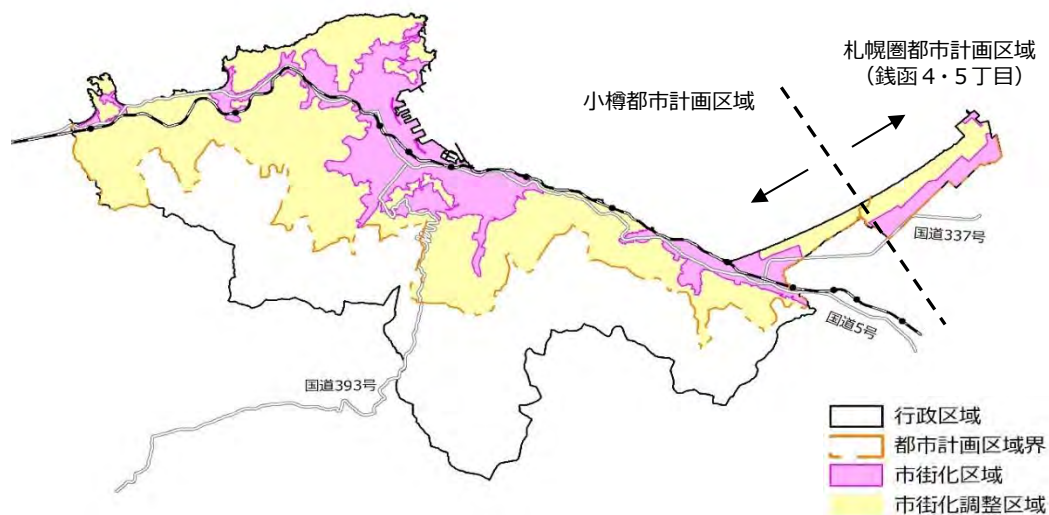 札幌圏都市計画区域
（銭函４・５丁目）
小樽都市計画区域
国道337号
国道5号
国道393号
行政区域
都市計画区域界
市街化区域
市街化調整区域